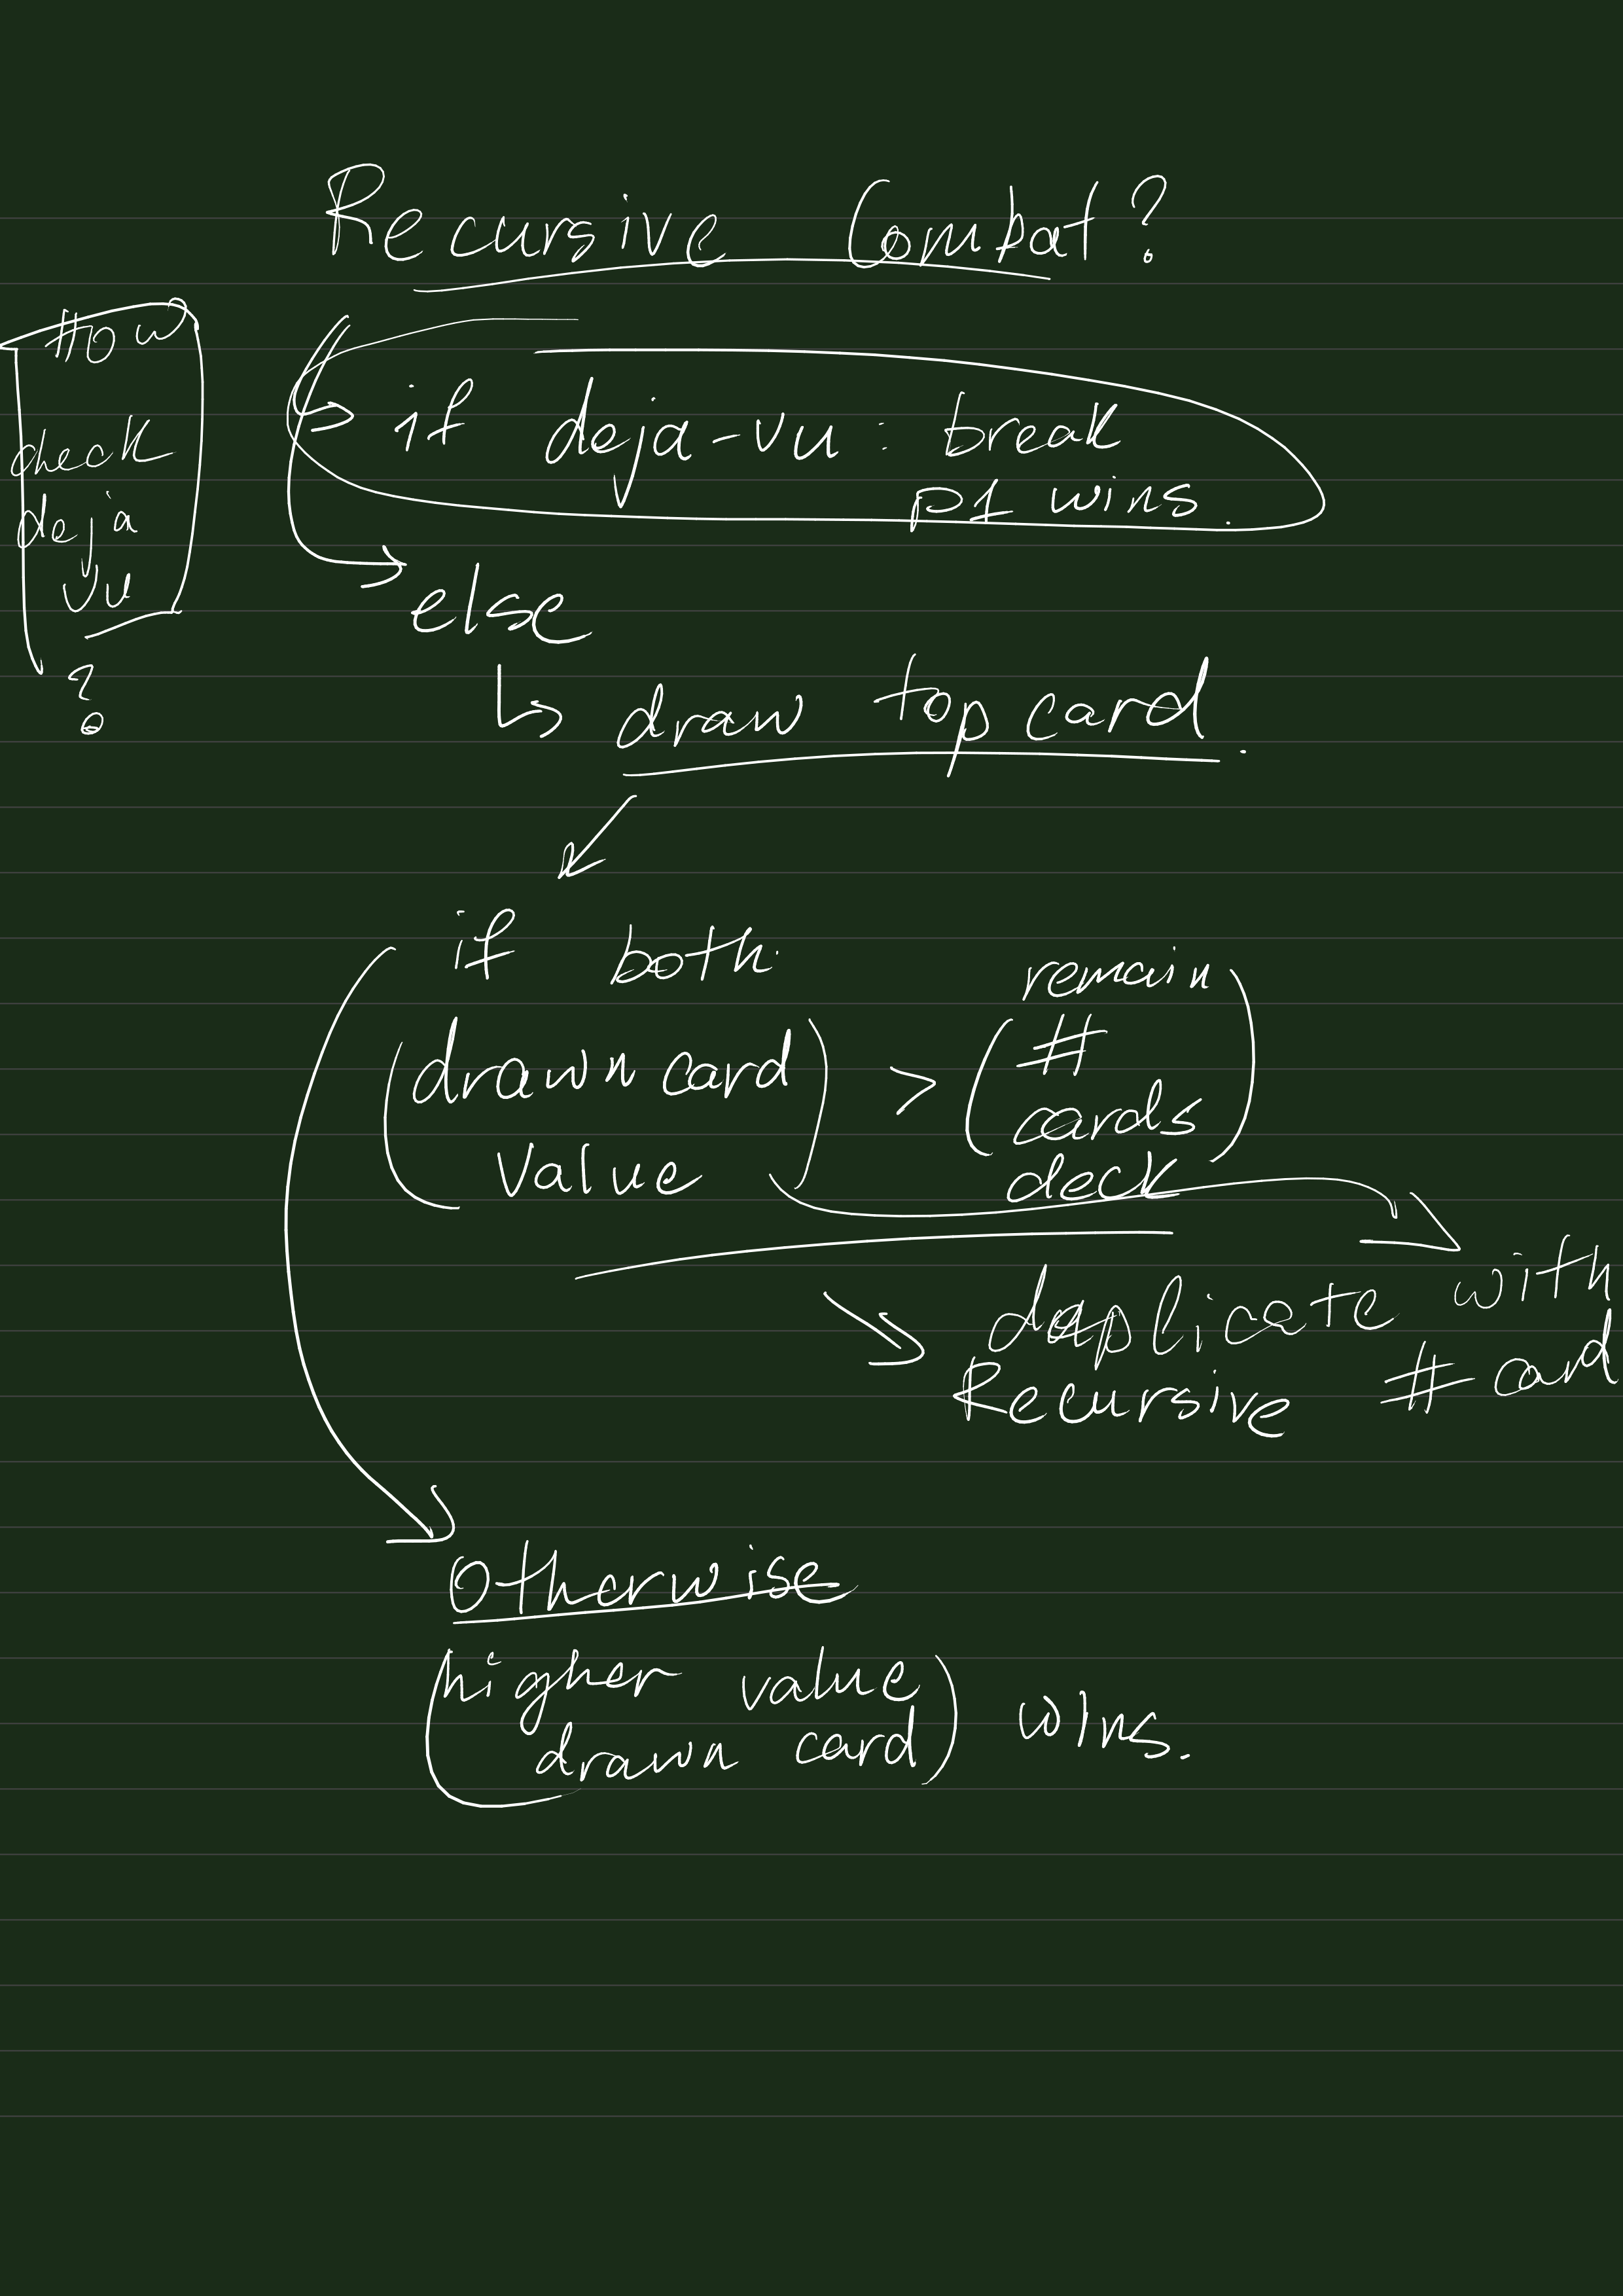 Recursive Combat?
How
check
deja
vu
?
if deja-vu: break
p1 wins.
else
draw top card.
if both
(drawn card
value)
>
(remain
#
cards
deck)
duplicate with
Recursive # card
Otherwise
(higher value
drawn card) wins.